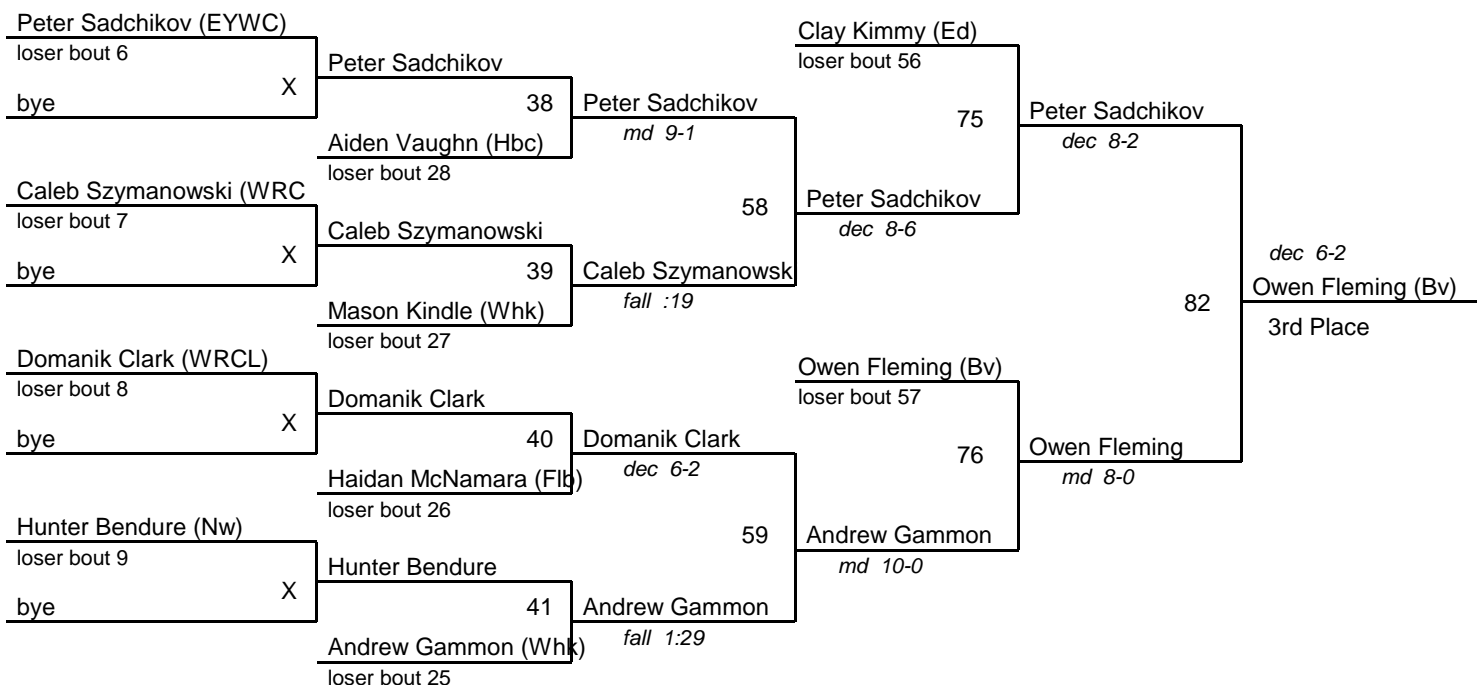 Peter Sadchikov (EYWC)
loser bout 6
X
bye
Peter Sadchikov
38
Aiden Vaughn (Hbc)
loser bout 28
Peter Sadchikov
md 9-1
Caleb Szymanowski (WRC
loser bout 7
X
bye
Caleb Szymanowski
39
Mason Kindle (Whk)
loser bout 27
Caleb Szymanowsk
fall :19
58
Peter Sadchikov
dec 8-6
Clay Kimmy (Ed)
loser bout 56
75
Peter Sadchikov
dec 8-2
Domanik Clark (WRCL)
loser bout 8
X
bye
Domanik Clark
40
Haidan McNamara (Flb)
loser bout 26
Domanik Clark
dec 6-2
Hunter Bendure (Nw)
loser bout 9
X
bye
Hunter Bendure
41
Andrew Gammon (Whk)
loser bout 25
Andrew Gammon
fall 1:29
59
Andrew Gammon
md 10-0
Owen Fleming (Bv)
loser bout 57
76
Owen Fleming
md 8-0
82
dec 6-2
Owen Fleming (Bv)
3rd Place